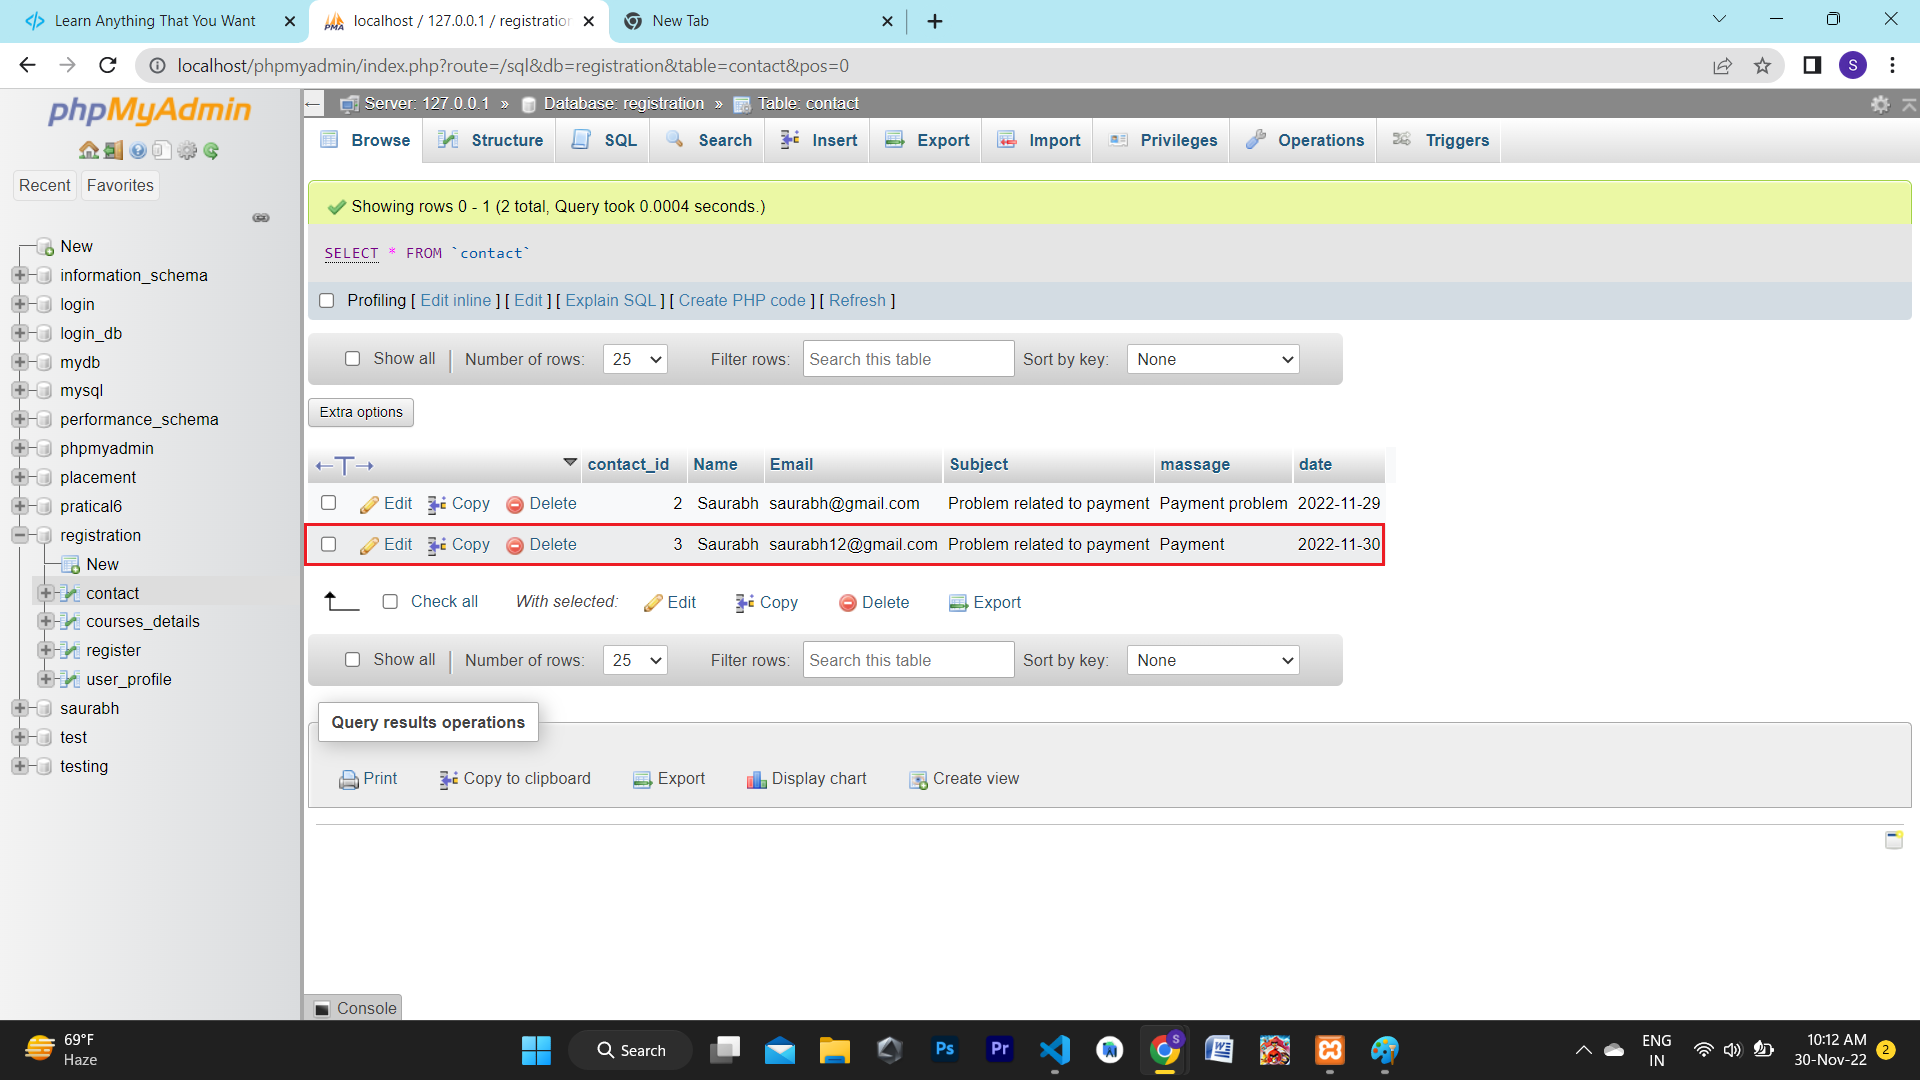 Learn Anything That You Want
localhost / 127.0.0.1 / registration
New Tab
localhost/phpmyadmin/index.php?route=/sql&db=registration&table=contact&pos=0
S
phpMyAdmin
Server: 127.0.0.1 » Database: registration » Table: contact
Browse Structure SQL Search Insert Export Import Privileges Operations Triggers
Recent Favorites
Showing rows 0 - 1 (2 total, Query took 0.0004 seconds.)
SELECT * FROM `contact`
Profiling [ Edit inline ] [ Edit ] [ Explain SQL ] [ Create PHP code ] [ Refresh ]
Show all Number of rows: 25 Filter rows: Search this table Sort by key: None
Extra options
contact_id Name Email Subject massage date
Edit Copy Delete 2 Saurabh saurabh@gmail.com Problem related to payment Payment problem 2022-11-29
Edit Copy Delete 3 Saurabh saurabh12@gmail.com Problem related to payment Payment 2022-11-30
Check all With selected: Edit Copy Delete Export
Show all Number of rows: 25 Filter rows: Search this table Sort by key: None
Query results operations
Print Copy to clipboard Export Display chart Create view
Console
New
information_schema
login
login_db
mydb
mysql
performance_schema
phpmyadmin
placement
pratical6
registration
New
contact
courses_details
register
user_profile
saurabh
test
testing
69°F
Haze
Search
Ps
Pr
S
ENG
IN
10:12 AM
30-Nov-22
2